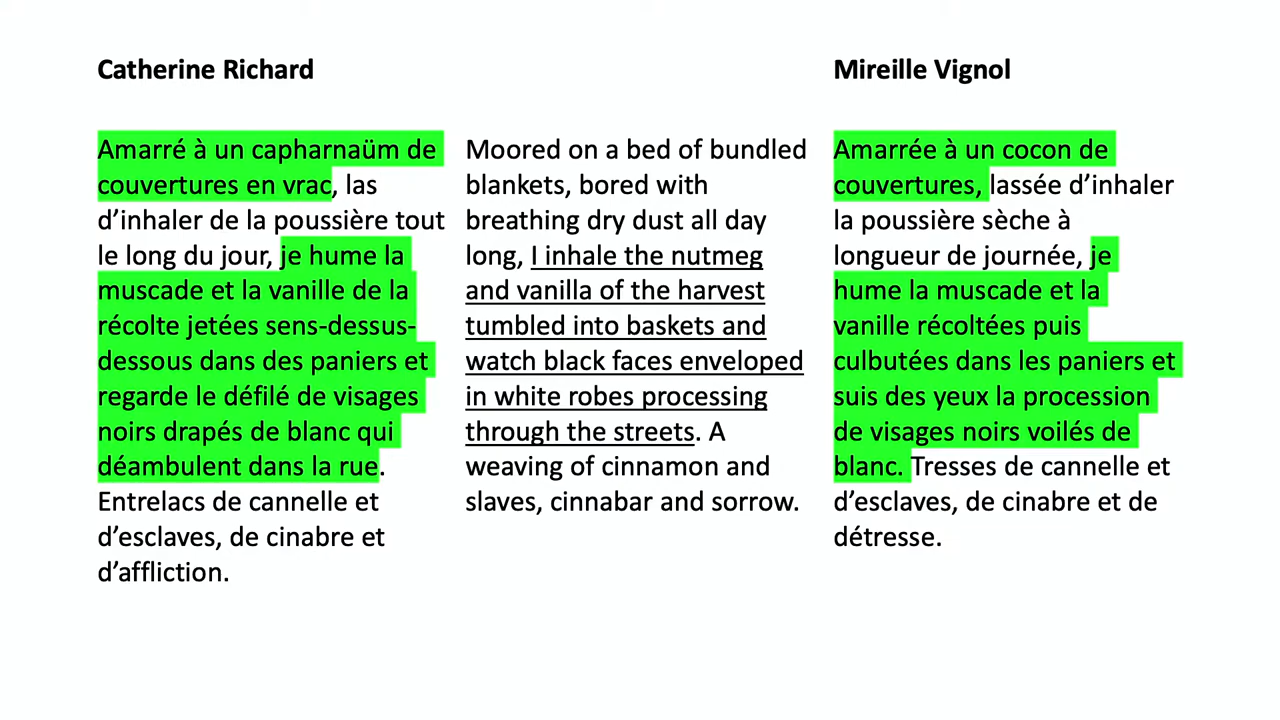 Catherine Richard
Amarré à un capharnaüm de
couvertures en vrac, las
d’inhaler de la poussière tout
le long du jour, je hume la
muscade et la vanille de la
récolte jetées sens-dessus-
dessous dans des paniers et
regarde le défilé de visages
noirs drapés de blanc qui
déambulent dans la rue.
Entrelacs de cannelle et
d’esclaves, de cinabre et
d’affliction.
Moored on a bed of bundled
blankets, bored with
breathing dry dust all day
long, I inhale the nutmeg
and vanilla of the harvest
tumbled into baskets and
watch black faces enveloped
in white robes processing
through the streets. A
weaving of cinnamon and
slaves, cinnabar and sorrow.
Mireille Vignol
Amarrée à un cocon de
couvertures, lassée d’inhaler
la poussière sèche à
longueur de journée, je
hume la muscade et la
vanille récoltées puis
culbutées dans les paniers et
suis des yeux la procession
de visages noirs voilés de
blanc. Tresses de cannelle et
d’esclaves, de cinabre et de
détresse.